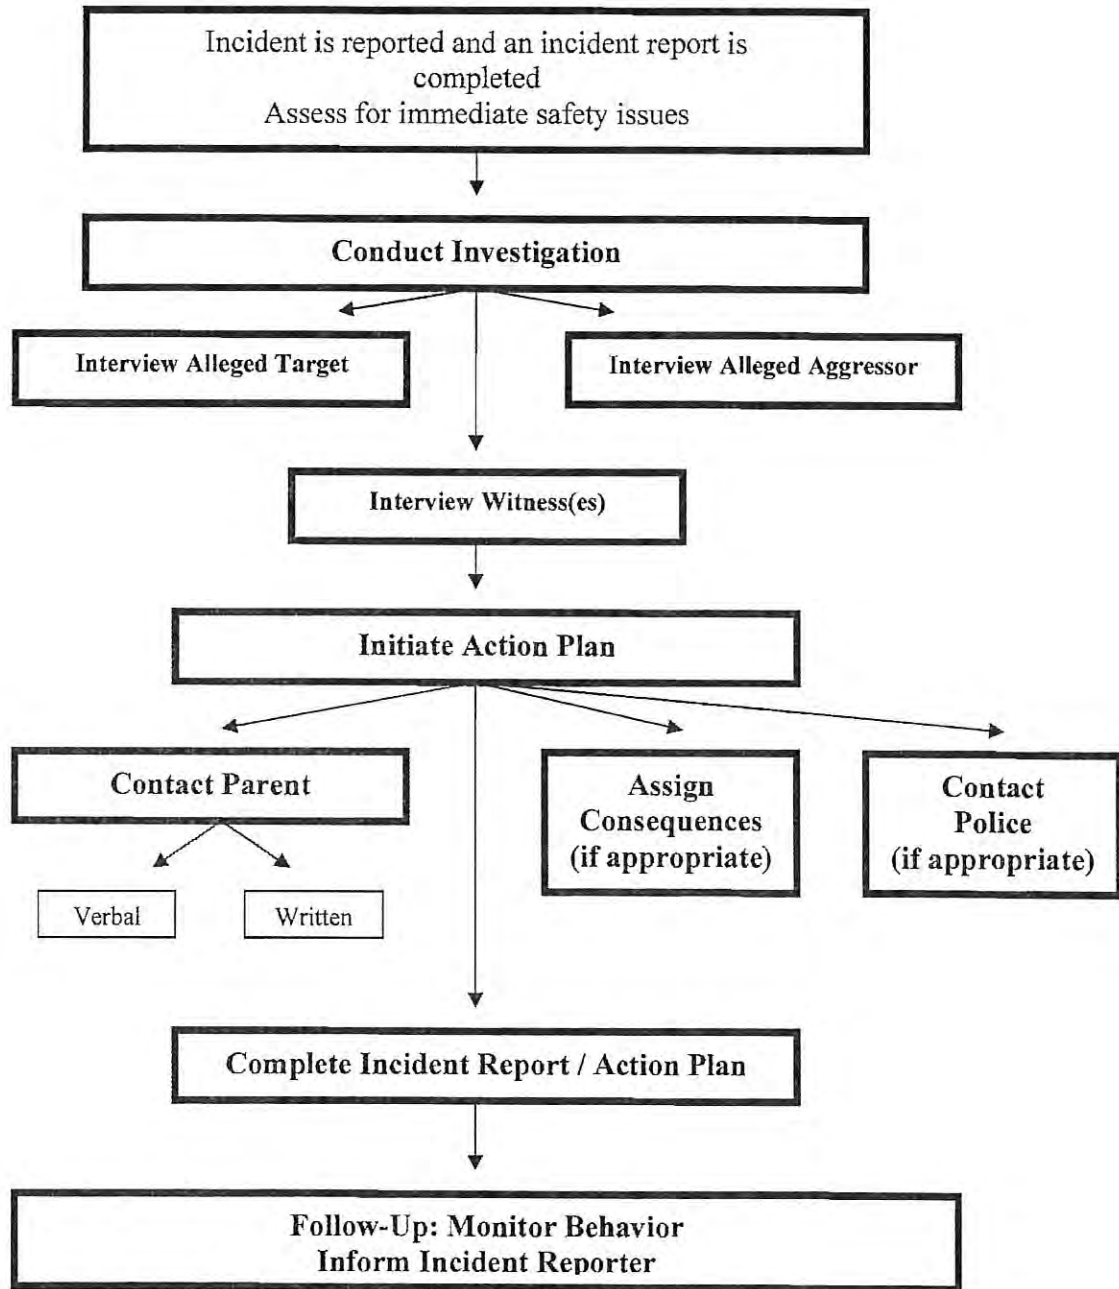 Incident is reported and an incident report is
completed
Assess for immediate safety issues
Conduct Investigation
Interview Alleged Target
Interview Alleged Aggressor
Interview Witness(es)
Initiate Action Plan
Contact Parent
Assign
Consequences
(if appropriate)
Contact
Police
(if appropriate)
Verbal
Written
Complete Incident Report / Action Plan
Follow-Up: Monitor Behavior
Inform Incident Reporter